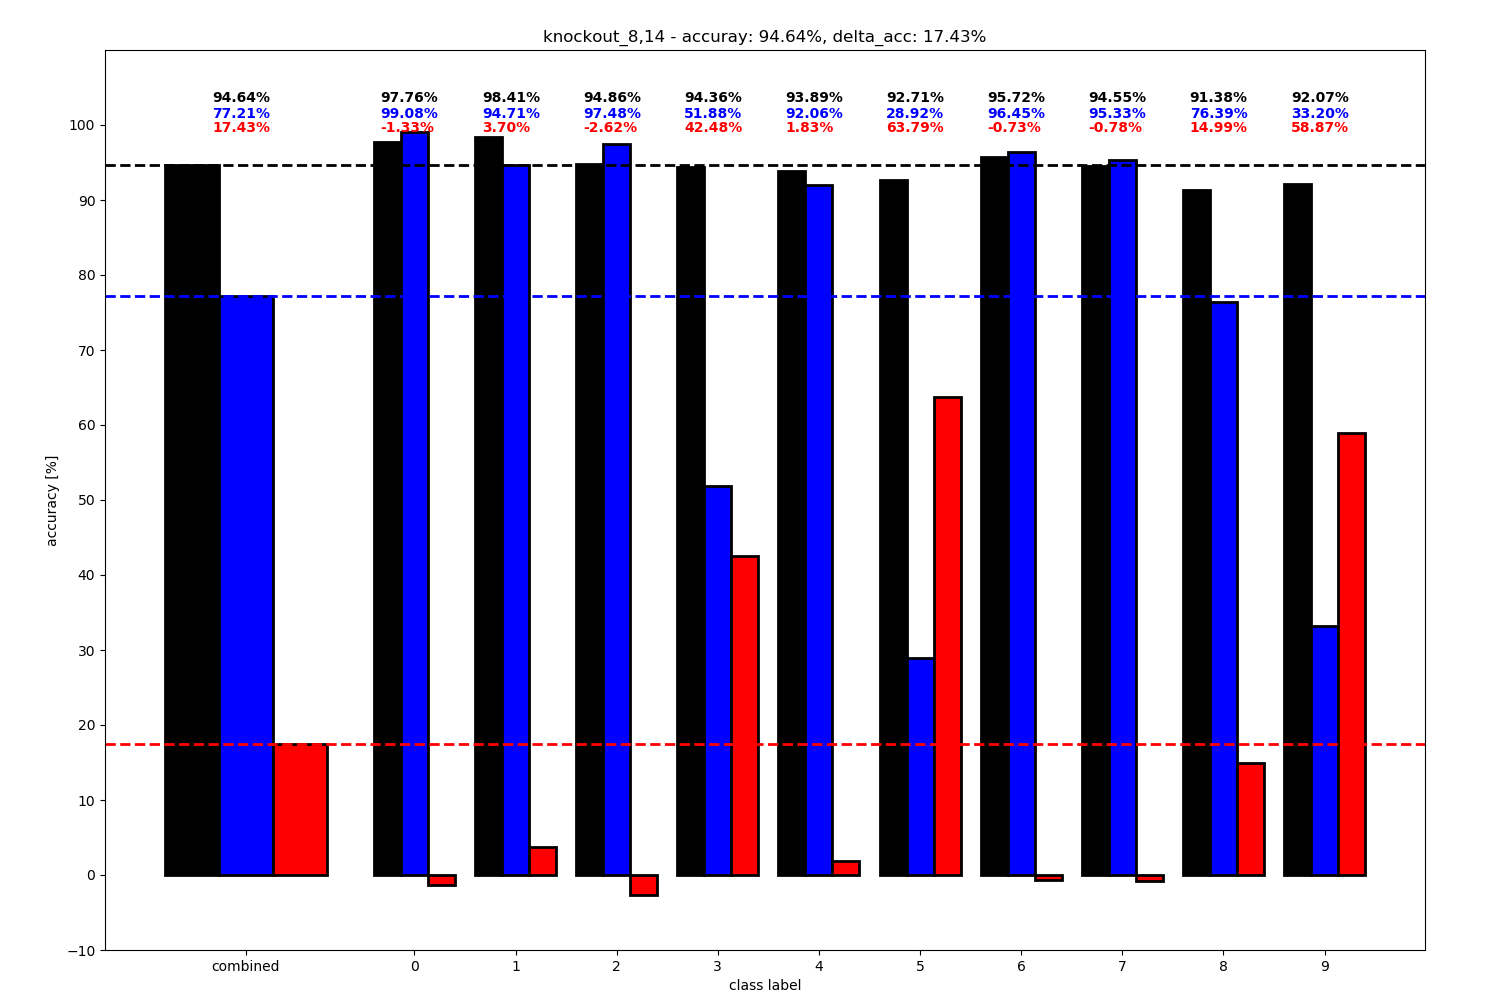 knockout_8,14 - accuray: 94.64%, delta_acc: 17.43%
94.64% 97.76% 98.41% 94.86% 94.36% 93.89% 92.71% 95.72% 94.55% 91.38% 92.07%
77.21% 99.08% 94.71% 97.48% 51.88% 92.06% 28.92% 96.45% 95.33% 76.39% 33.20%
17.43% -1.33% 3.70% -2.62% 42.48% 1.83% 63.79% -0.73% -0.78% 14.99% 58.87%
100
90
80
70
60
50
40
30
20
10
0
−10
accuracy [%]
combined 0 1 2 3 4 5 6 7 8 9
class label